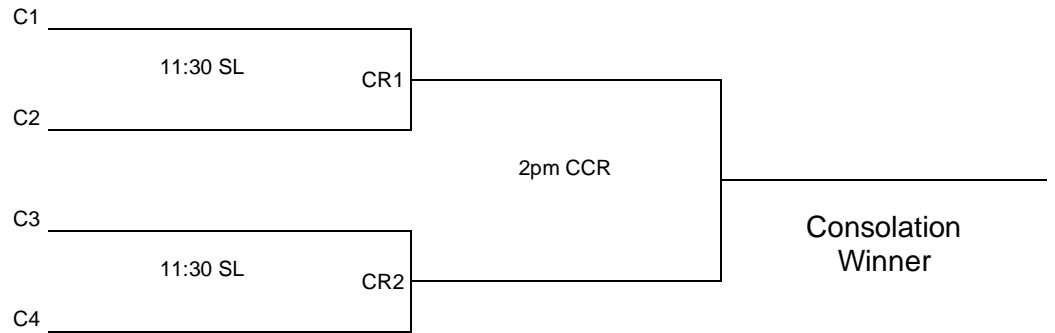 C1
11:30 SL
CR1
C2
2pm CCR
C3
Consolation
Winner
11:30 SL
CR2
C4